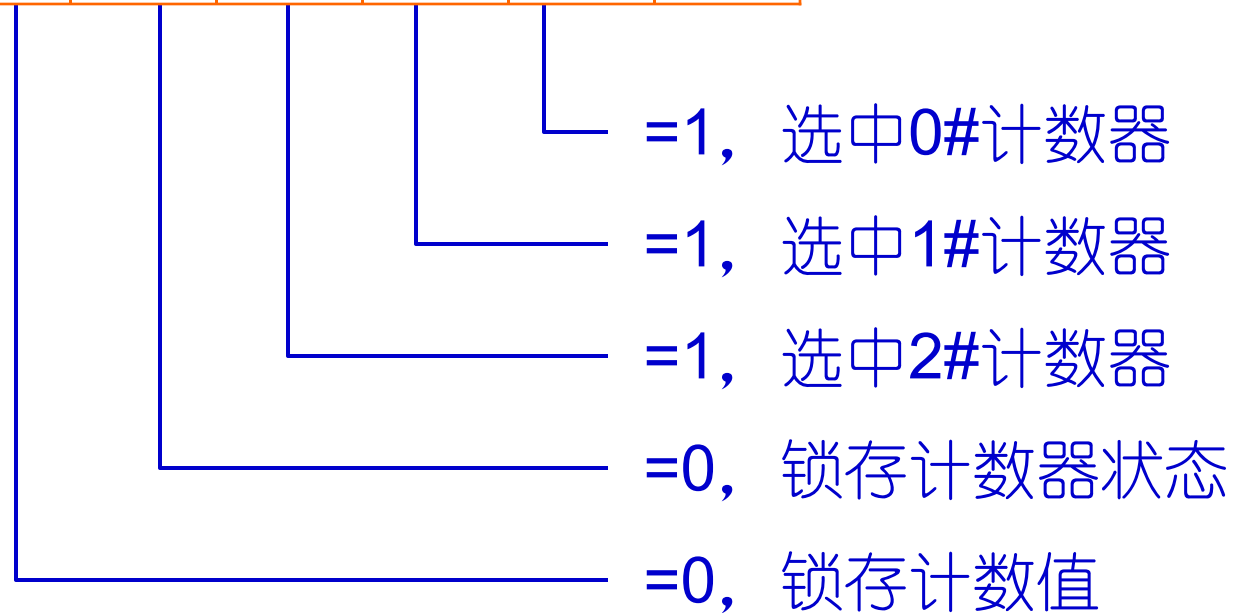 =1，选中0#计数器
=1，选中1#计数器
=1，选中2#计数器
=0，锁存计数器状态
=0，锁存计数值